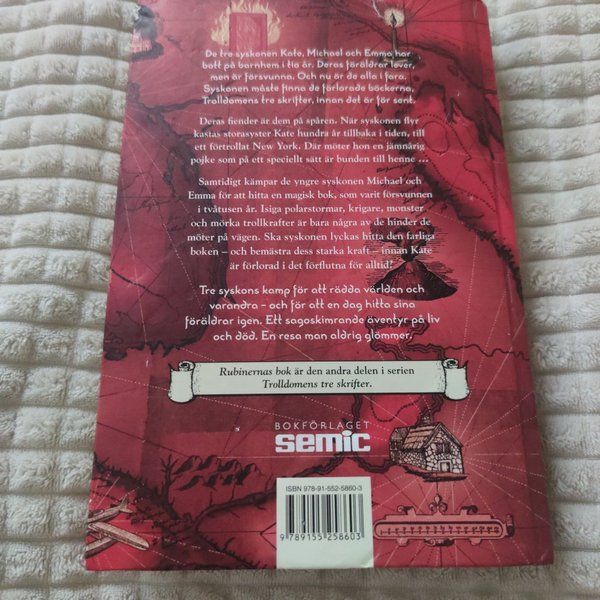 De tre syskonen Kate, Michael och Emma har
bott på barnhem i tio år. Deras föräldrar lever,
men är försvunna. Och nu är de alla i fara.
Syskonen måste finna de förlorade böckerna,
Trolldomens tre skrifter, innan det är för sent.
Deras fiender är dem på spåren. När syskonen flyr
kastas storasyster Kate hundra år tillbaka i tiden, till
ett förtrollat New York. Där möter hon en jämnårig
pojke som på ett speciellt sätt är bunden till henne ...
Samtidigt kämpar de yngre syskonen Michael och
Emma för att hitta en magisk bok, som varit försvunnen
i tvåtusen år. Isiga polarstormar, krigare, monster
och mörka trollkrafter är bara några av de hinder de
möter på vägen. Ska syskonen lyckas hitta den farliga
boken – och bemästra dess starka kraft – innan Kate
är förlorad i det förflutna för alltid?
Tre syskons kamp för att rädda världen och
varandra – och för att en dag hitta sina
föräldrar igen. Ett sagoskimrande äventyr på liv
och död. En resa man aldrig glömmer.
Rubinernas bok är den andra delen i serien
Trolldomens tre skrifter.
BOKFÖRLAGET
semic
ISBN 978-91-552-5860-3
9 789155 258603